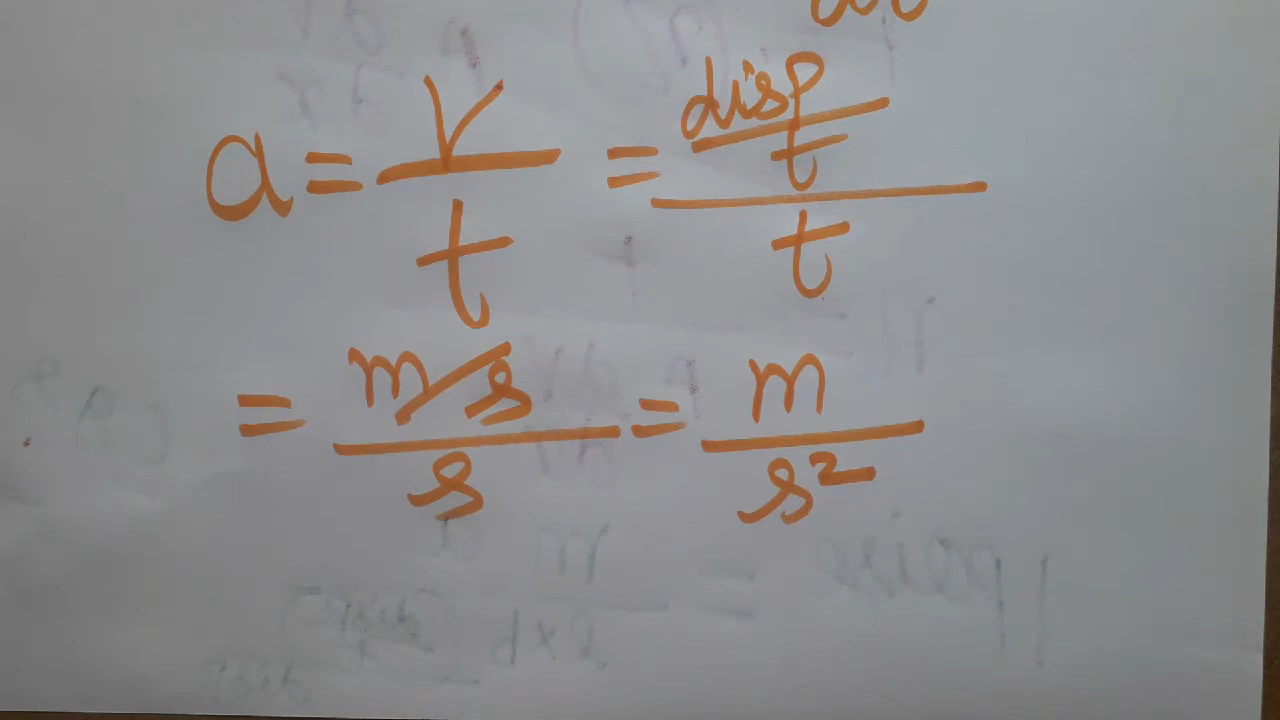 a = v/t = (disp/t)/t
= (m/s)/s = m/s²